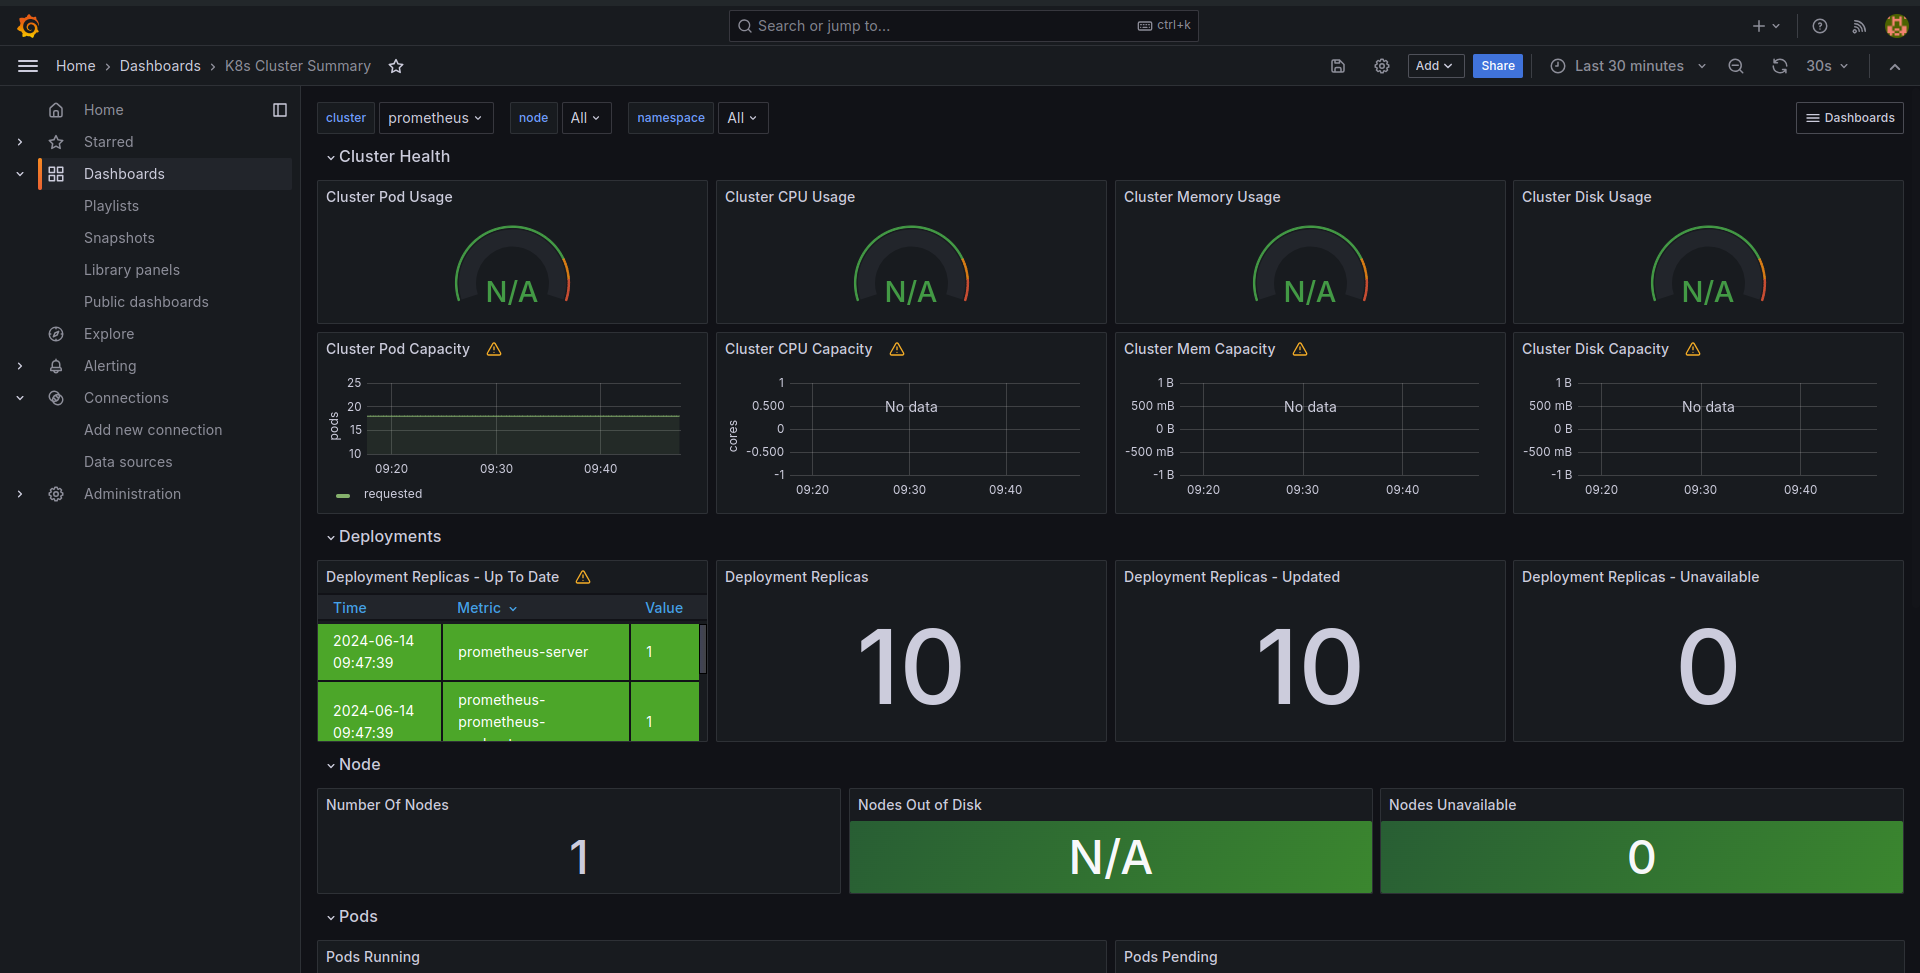 Search or jump to...
ctrl+k
Home › Dashboards › K8s Cluster Summary
Add
Share
Last 30 minutes
30s
Home
Starred
Dashboards
Playlists
Snapshots
Library panels
Public dashboards
Explore
Alerting
Connections
Add new connection
Data sources
Administration
cluster prometheus node All namespace All
Dashboards
Cluster Health
Cluster Pod Usage
N/A
Cluster CPU Usage
N/A
Cluster Memory Usage
N/A
Cluster Disk Usage
N/A
Cluster Pod Capacity
pods
25
20
15
10
09:20 09:30 09:40
requested
Cluster CPU Capacity
cores
1
0.500
0
-0.500
-1
No data
09:20 09:30 09:40
Cluster Mem Capacity
1 B
500 mB
0 B
-500 mB
-1 B
No data
09:20 09:30 09:40
Cluster Disk Capacity
1 B
500 mB
0 B
-500 mB
-1 B
No data
09:20 09:30 09:40
Deployments
Deployment Replicas - Up To Date
Time Metric Value
2024-06-14
09:47:39
prometheus-server
1
2024-06-14
09:47:39
prometheus-
prometheus-
1
Deployment Replicas
10
Deployment Replicas - Updated
10
Deployment Replicas - Unavailable
0
Node
Number Of Nodes
1
Nodes Out of Disk
N/A
Nodes Unavailable
0
Pods
Pods Running
Pods Pending